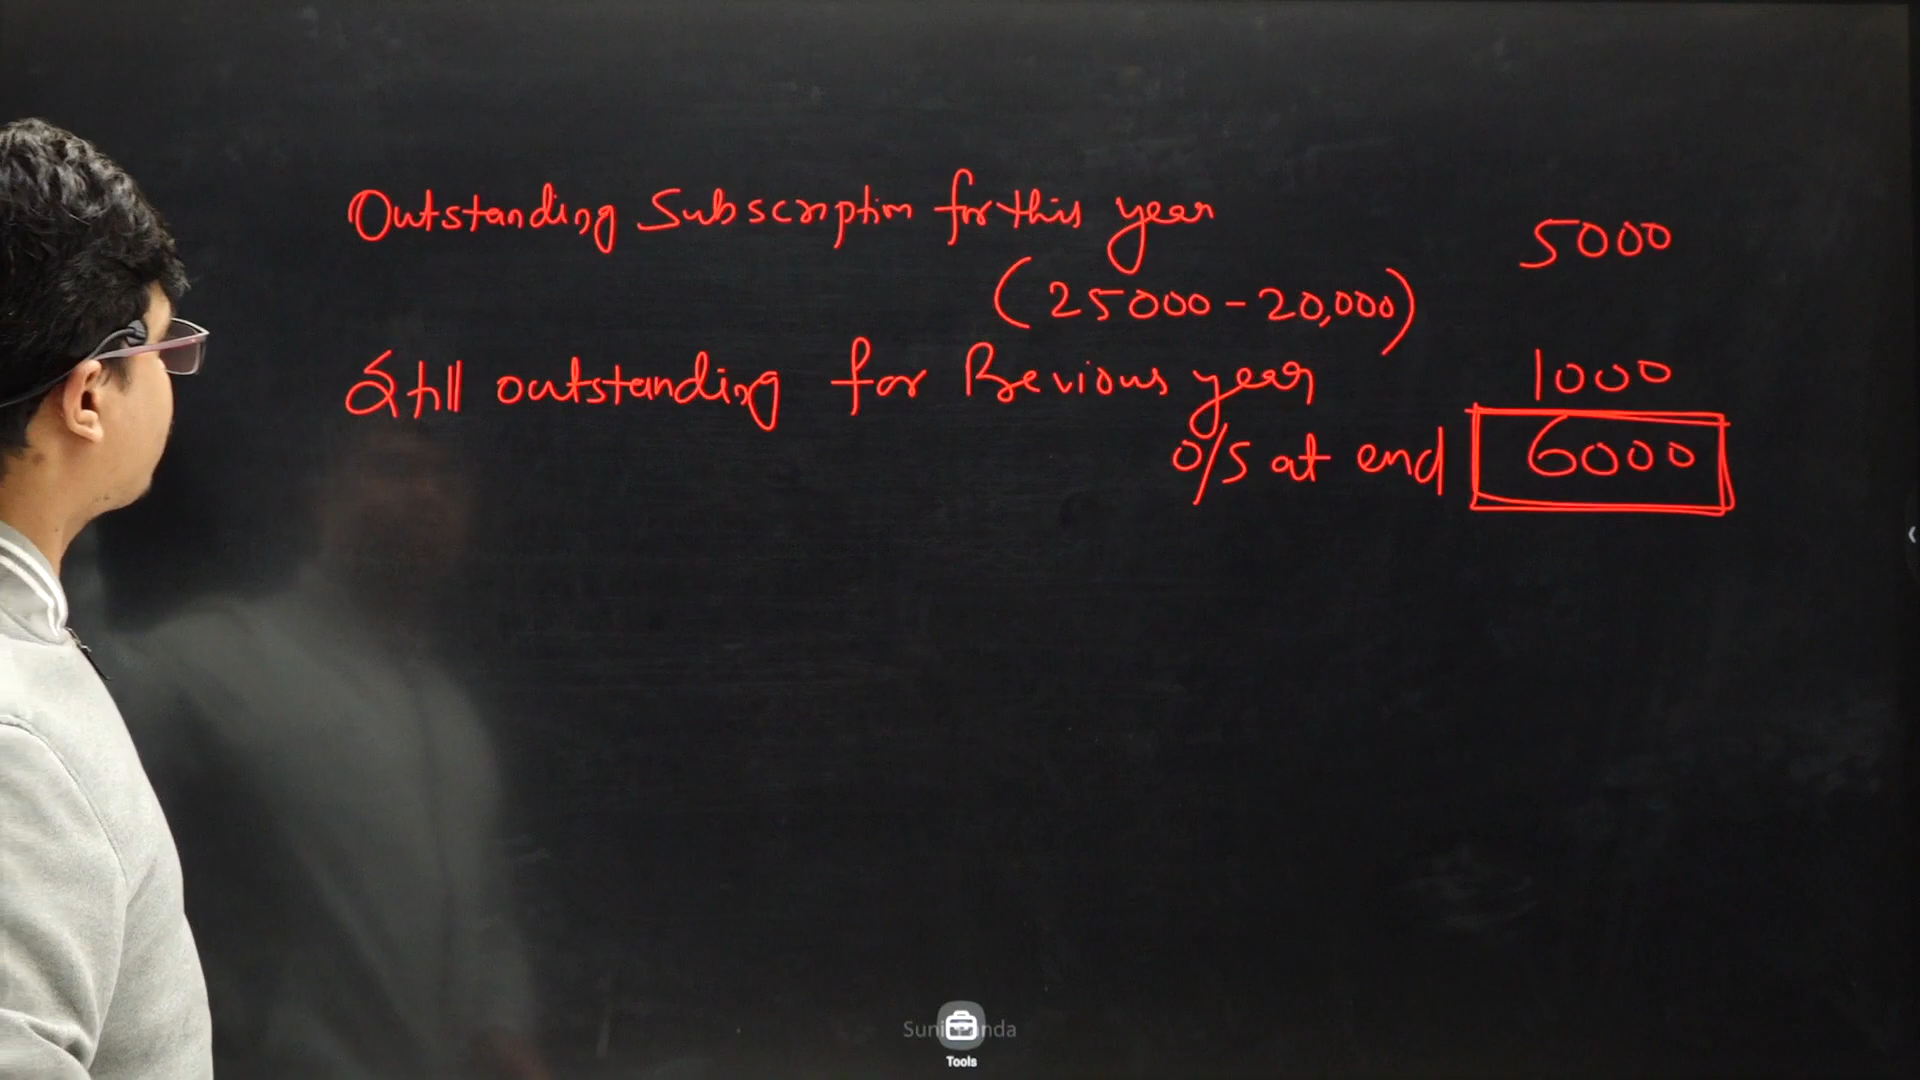 Outstanding Subscription for this year 5000
(25000 - 20,000)
Still outstanding for Previous year 1000
O/S at end 6000
Tools